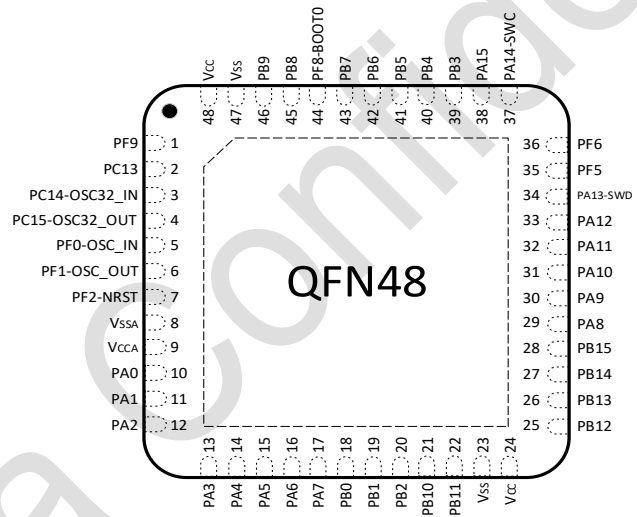 Vcc
Vss
PB9
PB8
PF8-BOOT0
PB7
PB6
PB5
PB4
PB3
PA15
PA14-SWC
48
47
46
45
44
43
42
41
40
39
38
37
PF9 1
PC13 2
PC14-OSC32_IN 3
PC15-OSC32_OUT 4
PF0-OSC_IN 5
PF1-OSC_OUT 6
PF2-NRST 7
VSSA 8
VCCA 9
PA0 10
PA1 11
PA2 12
QFN48
36 PF6
35 PF5
34 PA13-SWD
33 PA12
32 PA11
31 PA10
30 PA9
29 PA8
28 PB15
27 PB14
26 PB13
25 PB12
13
14
15
16
17
18
19
20
21
22
23
24
PA3
PA4
PA5
PA6
PA7
PB0
PB1
PB2
PB10
PB11
Vss
Vcc